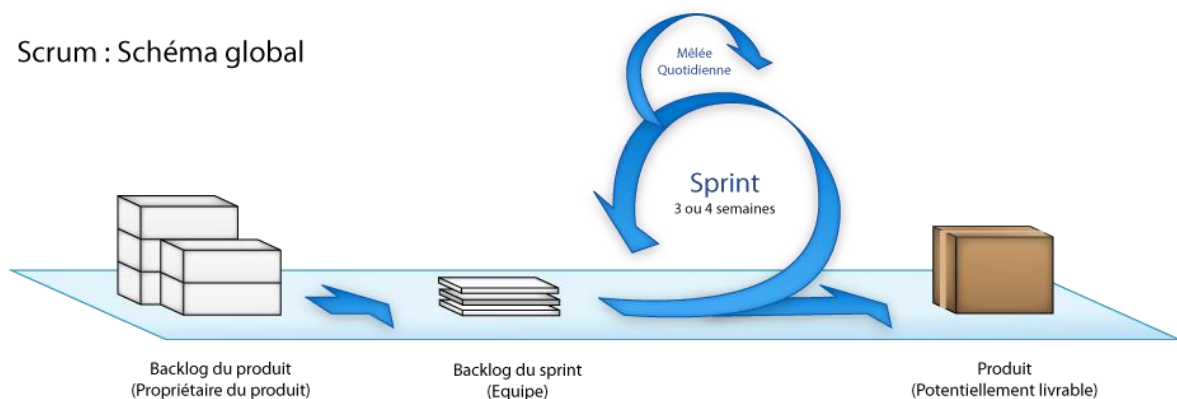 Scrum : Schéma global
Mêlée
Quotidienne
Sprint
3 ou 4 semaines
Backlog du produit
(Propriétaire du produit)
Backlog du sprint
(Equipe)
Produit
(Potentiellement livrable)